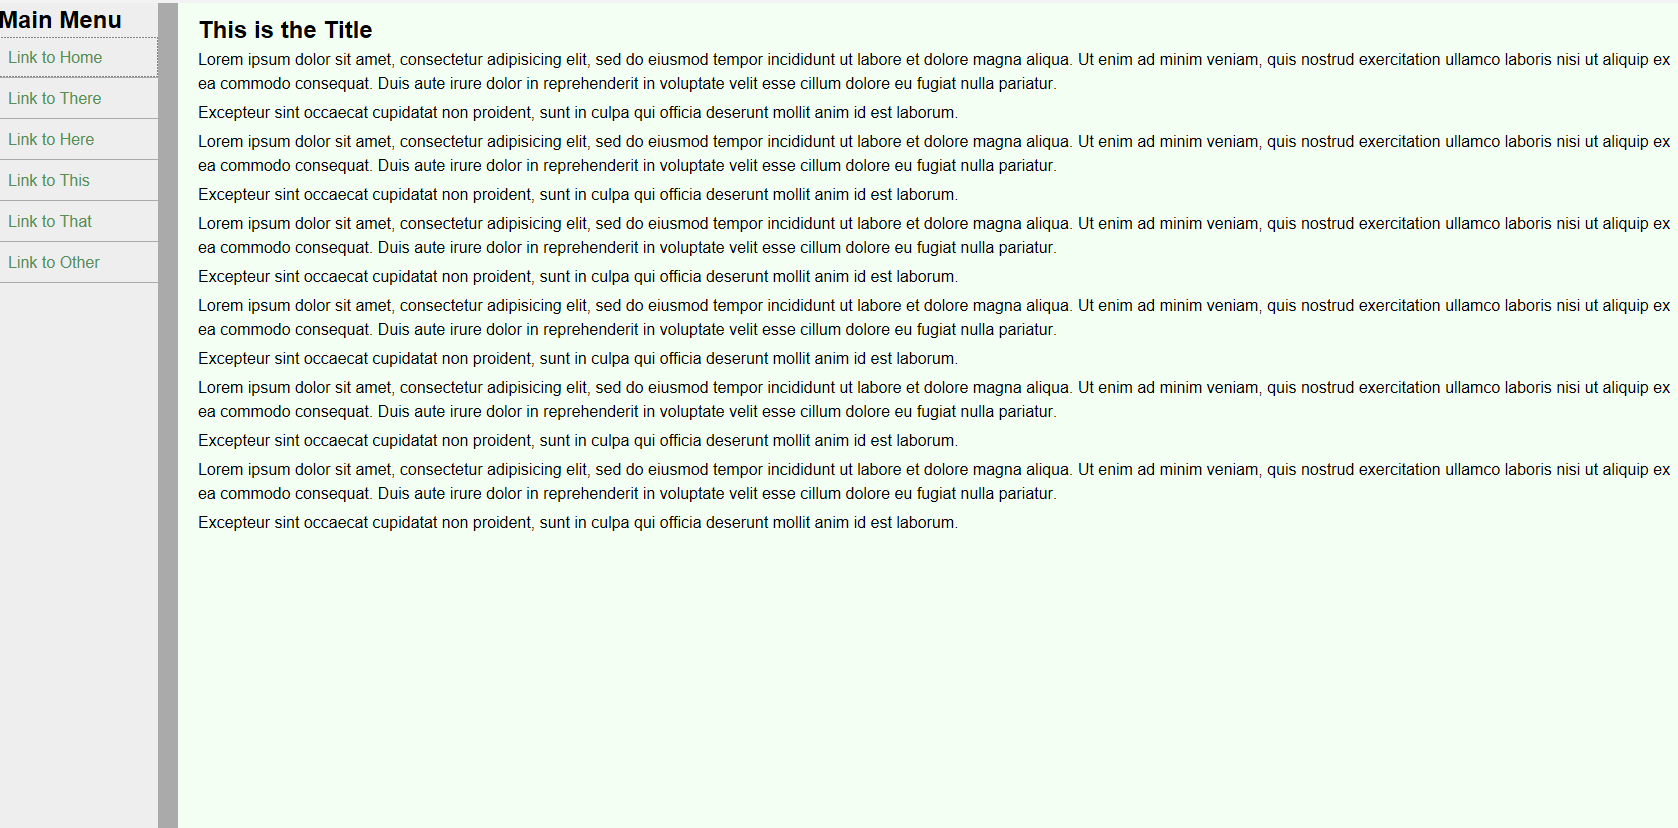 Main Menu
Link to Home
Link to There
Link to Here
Link to This
Link to That
Link to Other
This is the Title
Lorem ipsum dolor sit amet, consectetur adipisicing elit, sed do eiusmod tempor incididunt ut labore et dolore magna aliqua. Ut enim ad minim veniam, quis nostrud exercitation ullamco laboris nisi ut aliquip ex
ea commodo consequat. Duis aute irure dolor in reprehenderit in voluptate velit esse cillum dolore eu fugiat nulla pariatur.
Excepteur sint occaecat cupidatat non proident, sunt in culpa qui officia deserunt mollit anim id est laborum.
Lorem ipsum dolor sit amet, consectetur adipisicing elit, sed do eiusmod tempor incididunt ut labore et dolore magna aliqua. Ut enim ad minim veniam, quis nostrud exercitation ullamco laboris nisi ut aliquip ex
ea commodo consequat. Duis aute irure dolor in reprehenderit in voluptate velit esse cillum dolore eu fugiat nulla pariatur.
Excepteur sint occaecat cupidatat non proident, sunt in culpa qui officia deserunt mollit anim id est laborum.
Lorem ipsum dolor sit amet, consectetur adipisicing elit, sed do eiusmod tempor incididunt ut labore et dolore magna aliqua. Ut enim ad minim veniam, quis nostrud exercitation ullamco laboris nisi ut aliquip ex
ea commodo consequat. Duis aute irure dolor in reprehenderit in voluptate velit esse cillum dolore eu fugiat nulla pariatur.
Excepteur sint occaecat cupidatat non proident, sunt in culpa qui officia deserunt mollit anim id est laborum.
Lorem ipsum dolor sit amet, consectetur adipisicing elit, sed do eiusmod tempor incididunt ut labore et dolore magna aliqua. Ut enim ad minim veniam, quis nostrud exercitation ullamco laboris nisi ut aliquip ex
ea commodo consequat. Duis aute irure dolor in reprehenderit in voluptate velit esse cillum dolore eu fugiat nulla pariatur.
Excepteur sint occaecat cupidatat non proident, sunt in culpa qui officia deserunt mollit anim id est laborum.
Lorem ipsum dolor sit amet, consectetur adipisicing elit, sed do eiusmod tempor incididunt ut labore et dolore magna aliqua. Ut enim ad minim veniam, quis nostrud exercitation ullamco laboris nisi ut aliquip ex
ea commodo consequat. Duis aute irure dolor in reprehenderit in voluptate velit esse cillum dolore eu fugiat nulla pariatur.
Excepteur sint occaecat cupidatat non proident, sunt in culpa qui officia deserunt mollit anim id est laborum.
Lorem ipsum dolor sit amet, consectetur adipisicing elit, sed do eiusmod tempor incididunt ut labore et dolore magna aliqua. Ut enim ad minim veniam, quis nostrud exercitation ullamco laboris nisi ut aliquip ex
ea commodo consequat. Duis aute irure dolor in reprehenderit in voluptate velit esse cillum dolore eu fugiat nulla pariatur.
Excepteur sint occaecat cupidatat non proident, sunt in culpa qui officia deserunt mollit anim id est laborum.